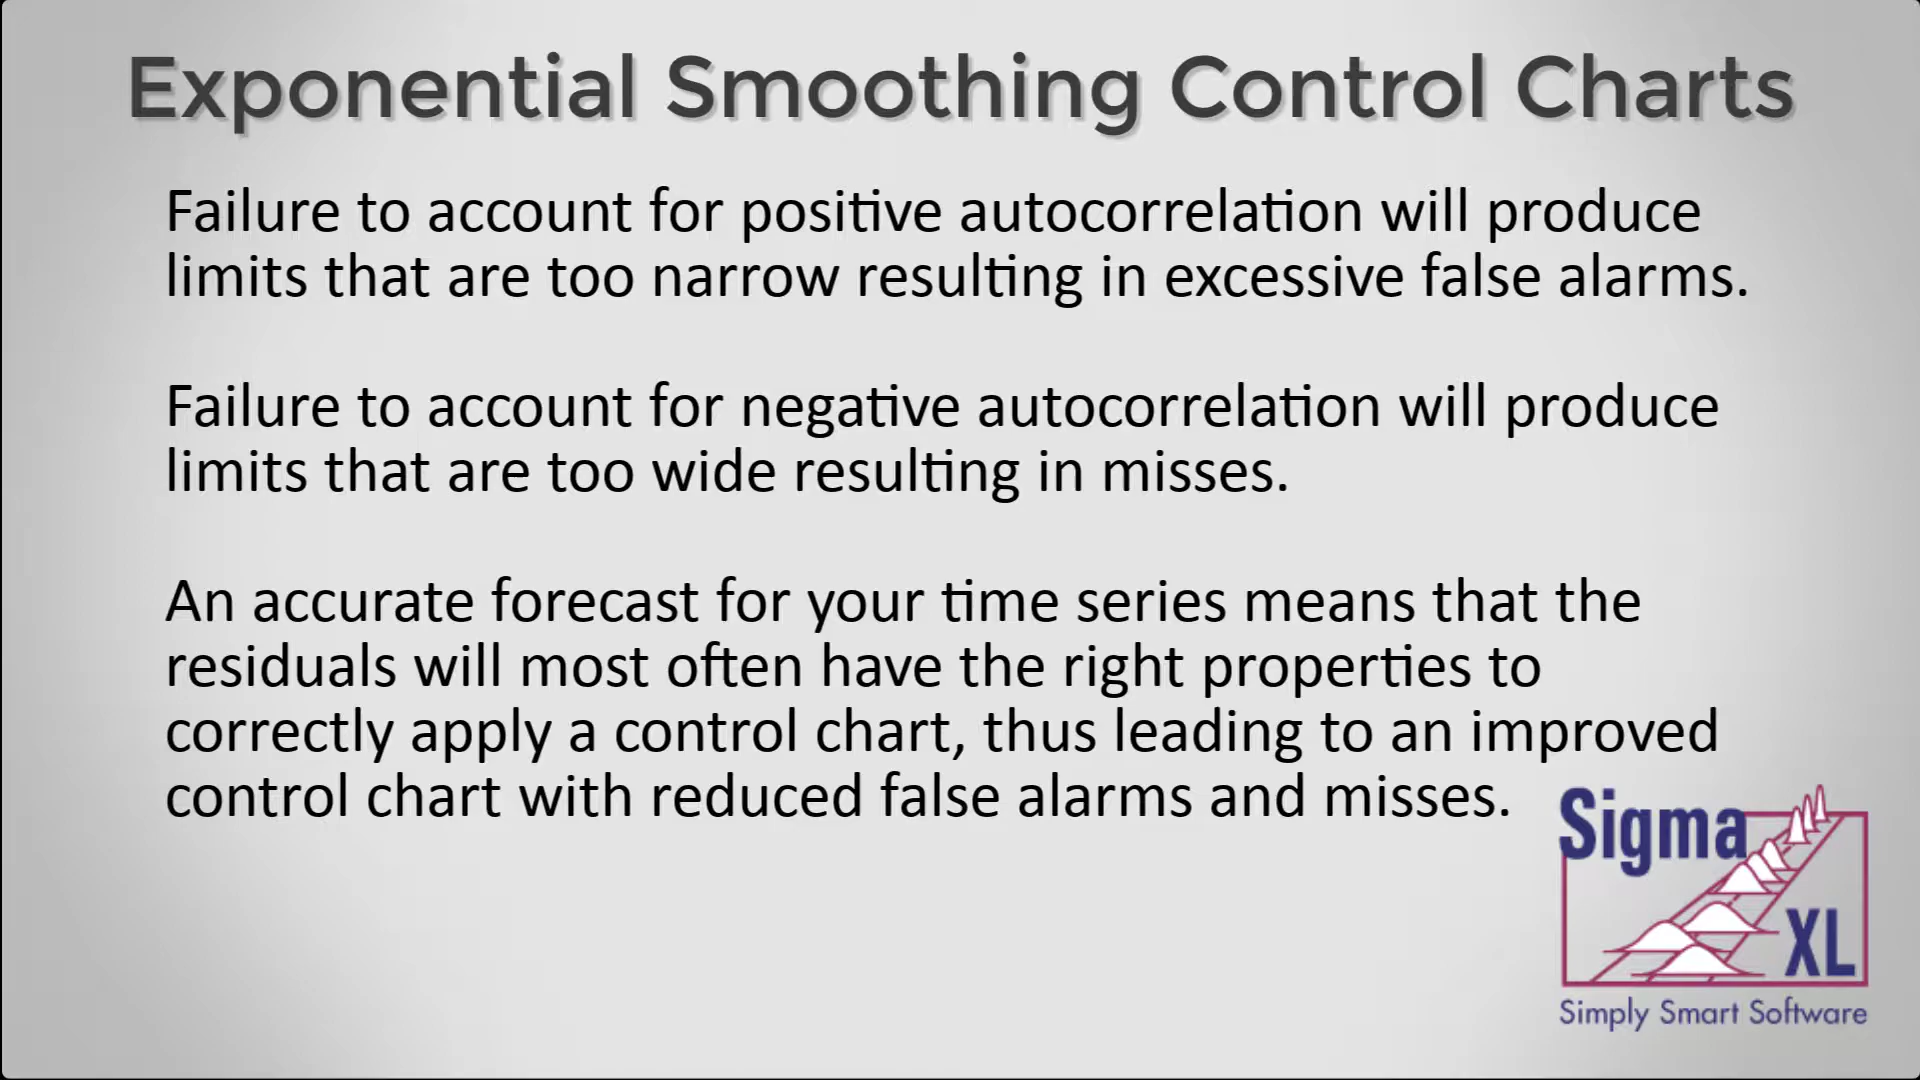 Exponential Smoothing Control Charts
Failure to account for positive autocorrelation will produce
limits that are too narrow resulting in excessive false alarms.
Failure to account for negative autocorrelation will produce
limits that are too wide resulting in misses.
An accurate forecast for your time series means that the
residuals will most often have the right properties to
correctly apply a control chart, thus leading to an improved
control chart with reduced false alarms and misses.
Sigma
XL
Simply Smart Software